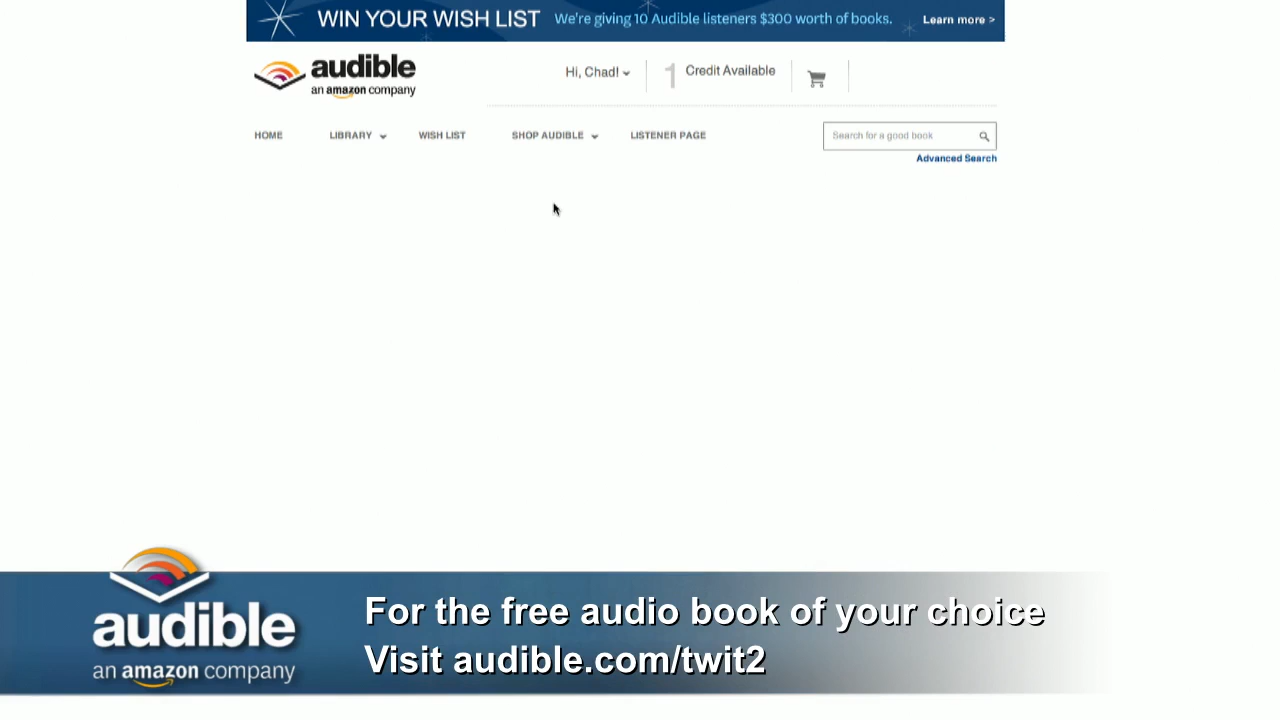 WIN YOUR WISH LIST We're giving 10 Audible listeners $300 worth of books. Learn more >
audible
an amazon company
Hi, Chad! 1 Credit Available
HOME LIBRARY WISH LIST SHOP AUDIBLE LISTENER PAGE Search for a good book
Advanced Search
audible
an amazon company
For the free audio book of your choice
Visit audible.com/twit2